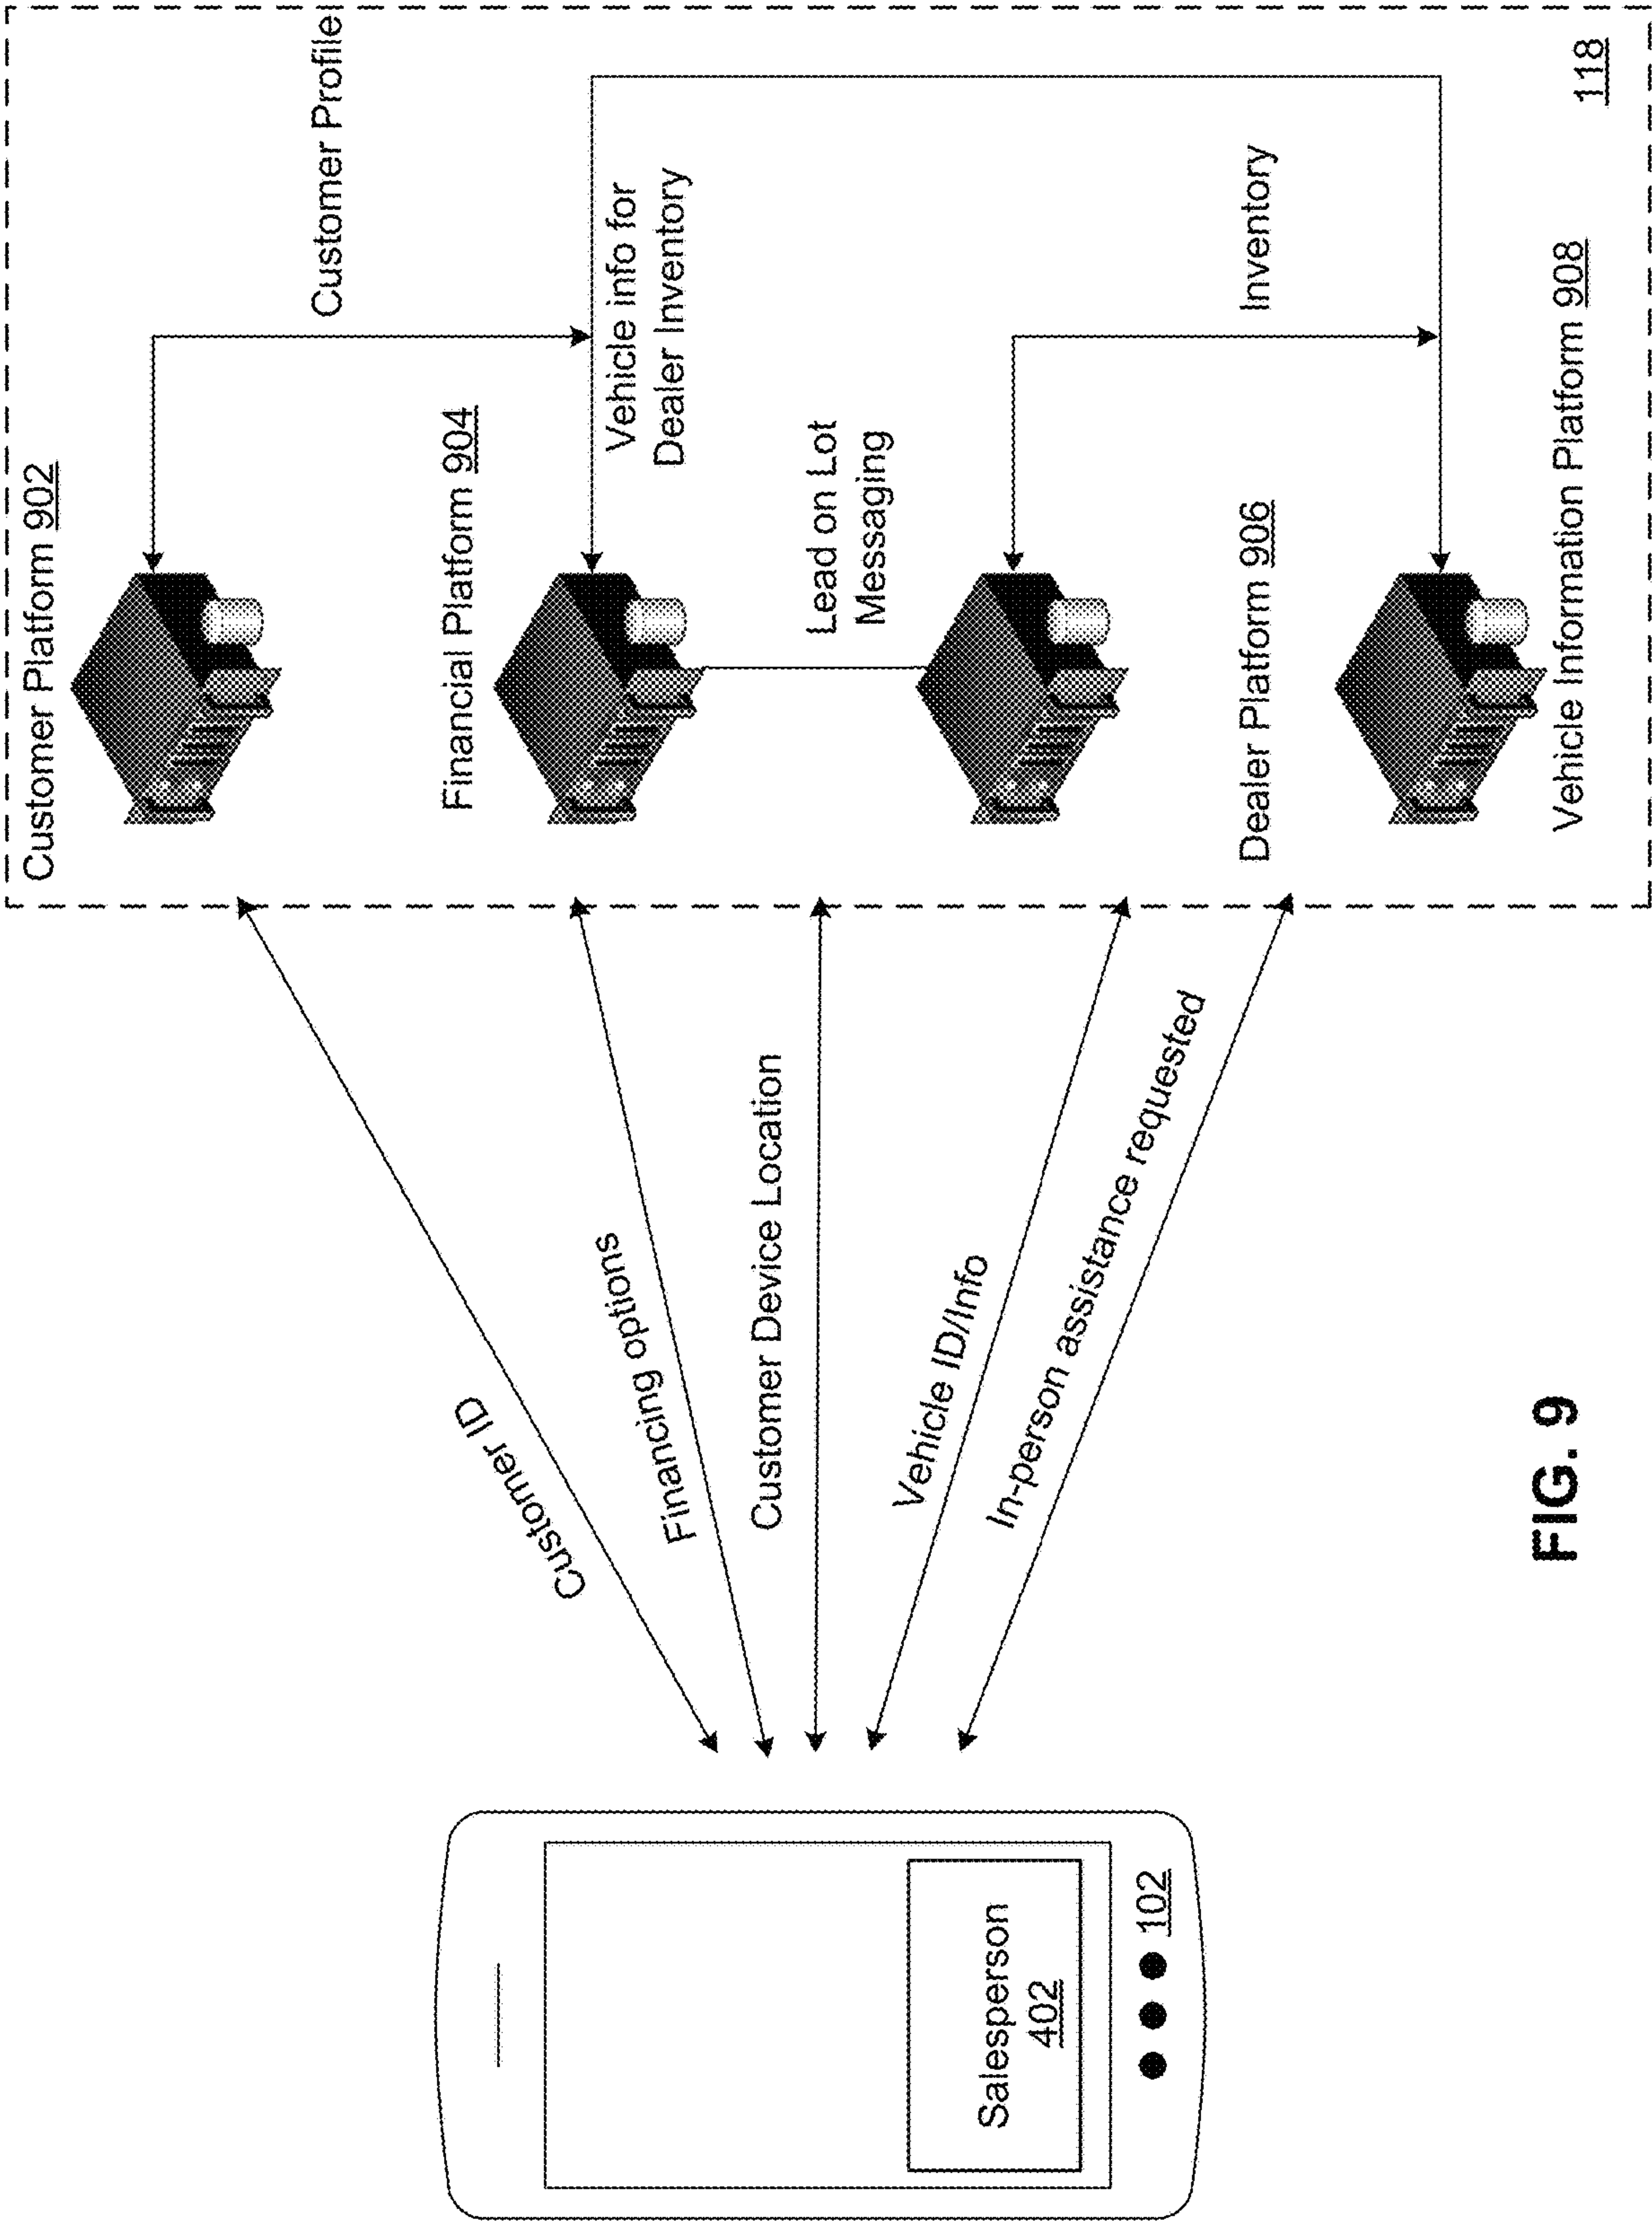 Customer Platform 902
Customer Profile
Financial Platform 904
Vehicle info for
Dealer Inventory
Lead on Lot
Messaging
Dealer Platform 906
Inventory
Vehicle Information Platform 908
118
Customer ID
Financing options
Customer Device Location
Vehicle ID/Info
In-person assistance requested
Salesperson
402
102
FIG. 9